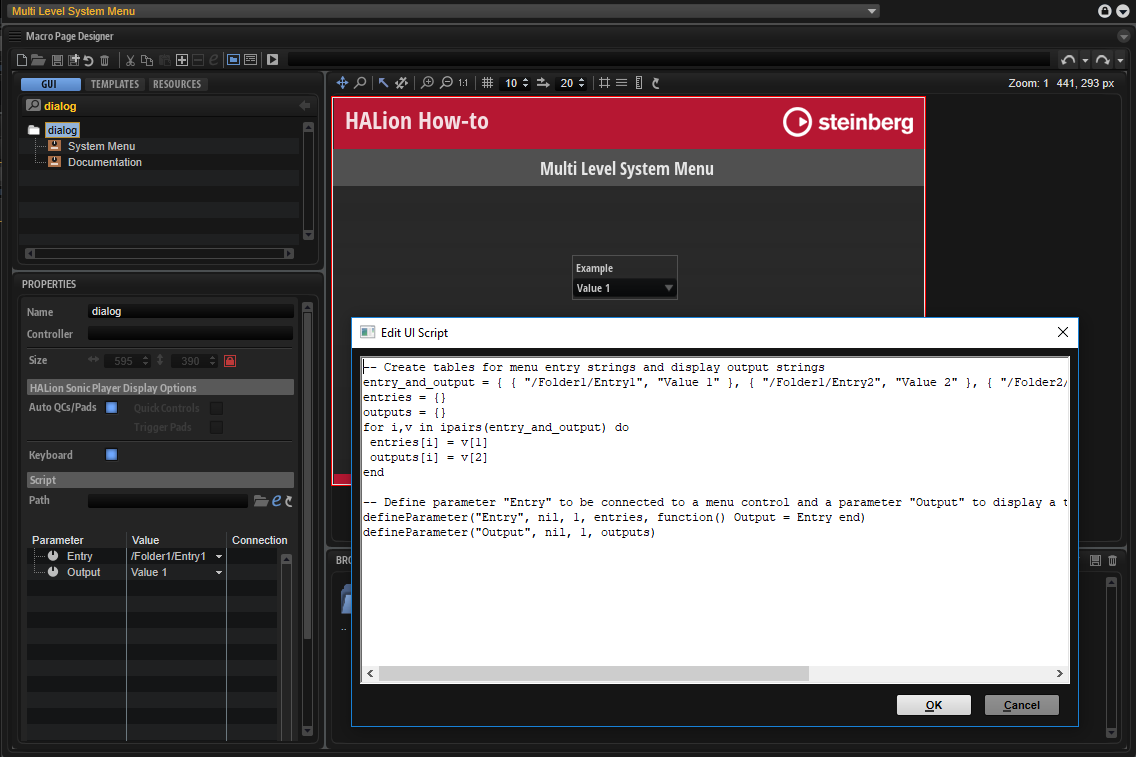 Multi Level System Menu
Macro Page Designer
1:1 10 20 Zoom: 1 441, 293 px
GUI TEMPLATES RESOURCES
dialog
dialog
System Menu
Documentation
HALion How-to steinberg
Multi Level System Menu
Example
Value 1
PROPERTIES
Name dialog
Controller
Size 595 390
HALion Sonic Player Display Options
Auto QCs/Pads Quick Controls
Trigger Pads
Keyboard
Script
Path
Parameter Value Connection
Entry /Folder1/Entry1
Output Value 1
Edit UI Script
-- Create tables for menu entry strings and display output strings
entry_and_output = { { "/Folder1/Entry1", "Value 1" }, { "/Folder1/Entry2", "Value 2" }, { "/Folder2/
entries = {}
outputs = {}
for i,v in ipairs(entry_and_output) do
entries[i] = v[1]
outputs[i] = v[2]
end
-- Define parameter "Entry" to be connected to a menu control and a parameter "Output" to display a t
defineParameter("Entry", nil, 1, entries, function() Output = Entry end)
defineParameter("Output", nil, 1, outputs)
OK Cancel
BRO
..